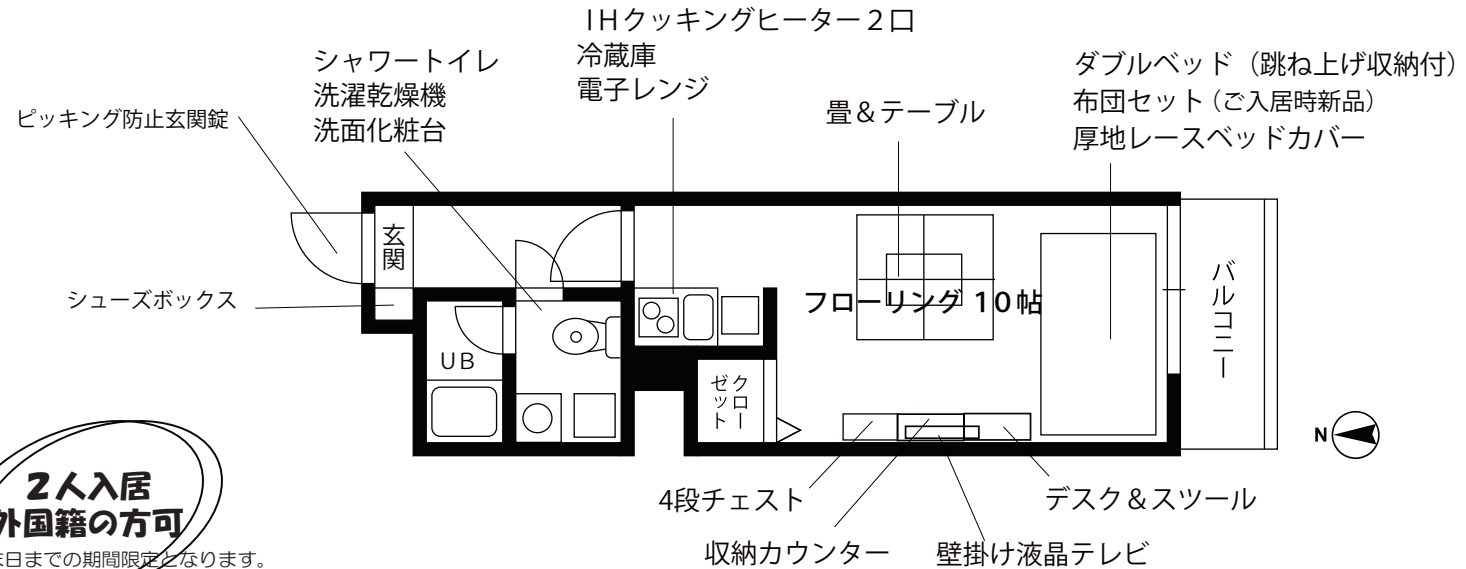 IHクッキングヒーター２口
冷蔵庫
電子レンジ
シャワートイレ
洗濯乾燥機
洗面化粧台
ダブルベッド（跳ね上げ収納付）
布団セット（ご入居時新品）
厚地レースベッドカバー
畳＆テーブル
ピッキング防止玄関錠
玄関
シューズボックス
フローリング １０帖
バルコニー
UB
クローゼット
N
4段チェスト
デスク＆スツール
収納カウンター
壁掛け液晶テレビ
２人入居
外国籍の方可
末日までの期間限定となります。